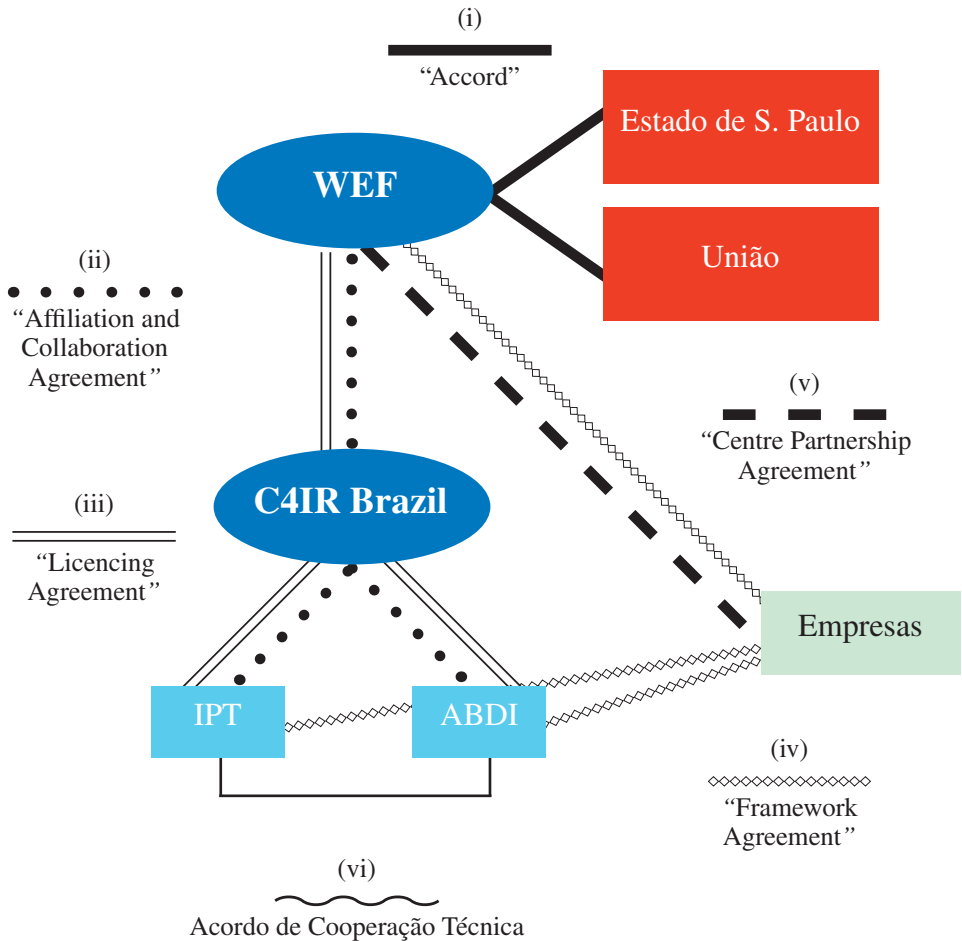 (i)
“Accord”
Estado de S. Paulo
WEF
União
(ii)
“Affiliation and
Collaboration
Agreement”
(v)
“Centre Partnership
Agreement”
C4IR Brazil
(iii)
“Licencing
Agreement”
Empresas
IPT
ABDI
(iv)
“Framework
Agreement”
(vi)
Acordo de Cooperação Técnica